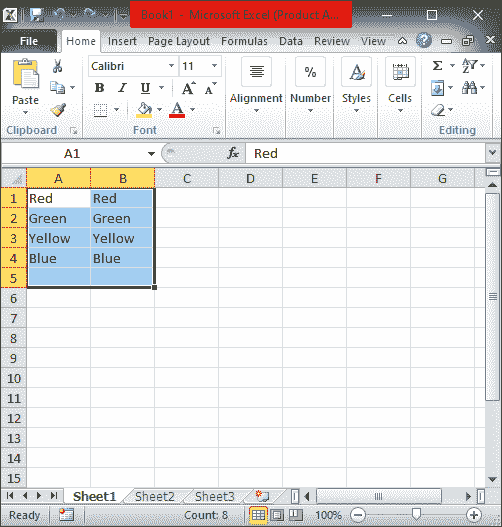 Book1 - Microsoft Excel (Product A...
File Home Insert Page Layout Formulas Data Review View
Calibri 11
Paste
B I U A A
A
% Σ
Alignment Number Styles Cells
Clipboard Font Editing
A1 fx Red
A B C D E F G
1 Red Red
2 Green Green
3 Yellow Yellow
4 Blue Blue
5
6
7
8
9
10
11
12
13
14
15
Sheet1 Sheet2 Sheet3
Ready Count: 8 100%